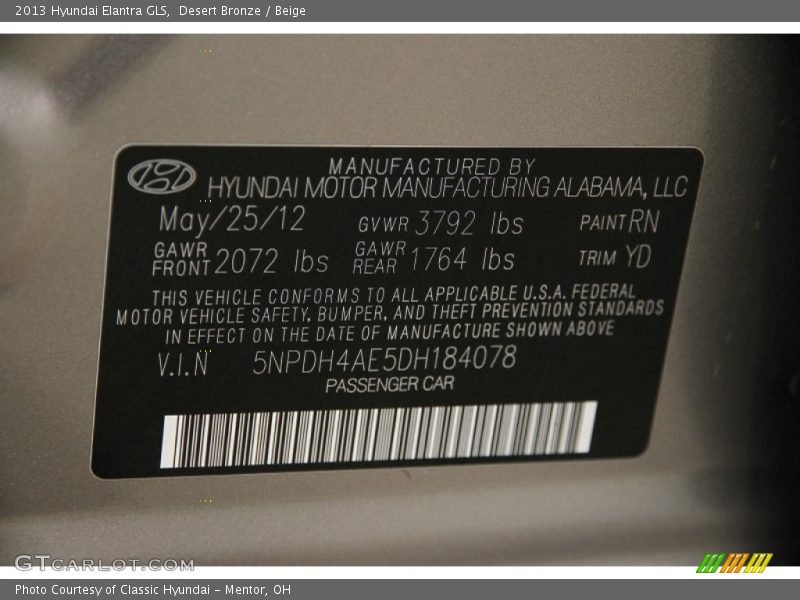 2013 Hyundai Elantra GLS,  Desert Bronze / Beige
MANUFACTURED BY
HYUNDAI MOTOR MANUFACTURING ALABAMA, LLC
May/25/12 GVWR 3792 lbs PAINT RN
GAWR FRONT 2072 lbs GAWR REAR 1764 lbs TRIM YD
THIS VEHICLE CONFORMS TO ALL APPLICABLE U.S.A. FEDERAL
MOTOR VEHICLE SAFETY, BUMPER, AND THEFT PREVENTION STANDARDS
IN EFFECT ON THE DATE OF MANUFACTURE SHOWN ABOVE
V.I.N 5NPDH4AE5DH184078
PASSENGER CAR
GTCARLOT.COM
Photo Courtesy of Classic Hyundai - Mentor, OH